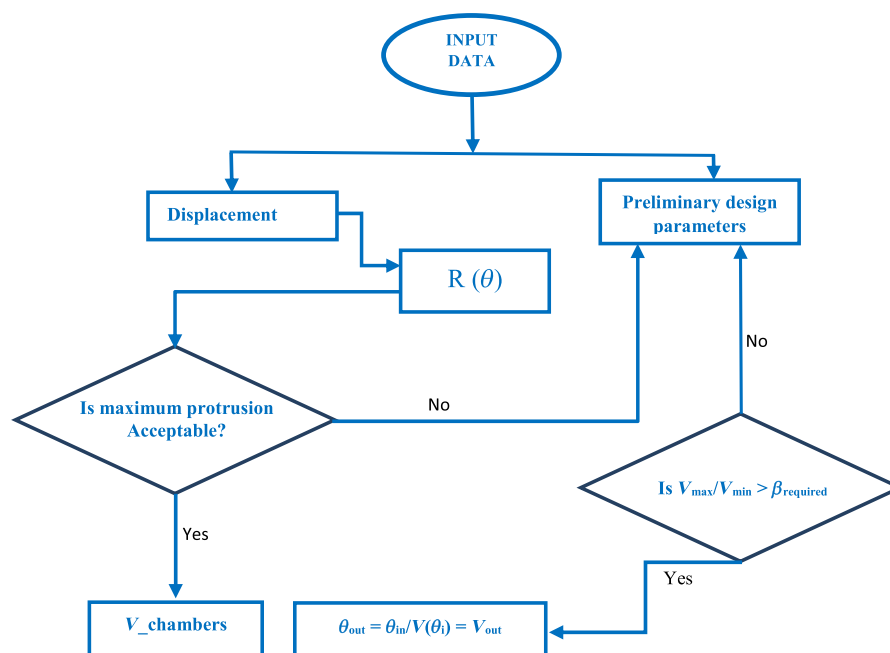 INPUT
DATA
Displacement
Preliminary design
parameters
R (θ)
No
Is maximum protrusion
Acceptable?
No
Is Vmax/Vmin > βrequired
Yes
Yes
V_chambers
θout = θin/V(θi) = Vout